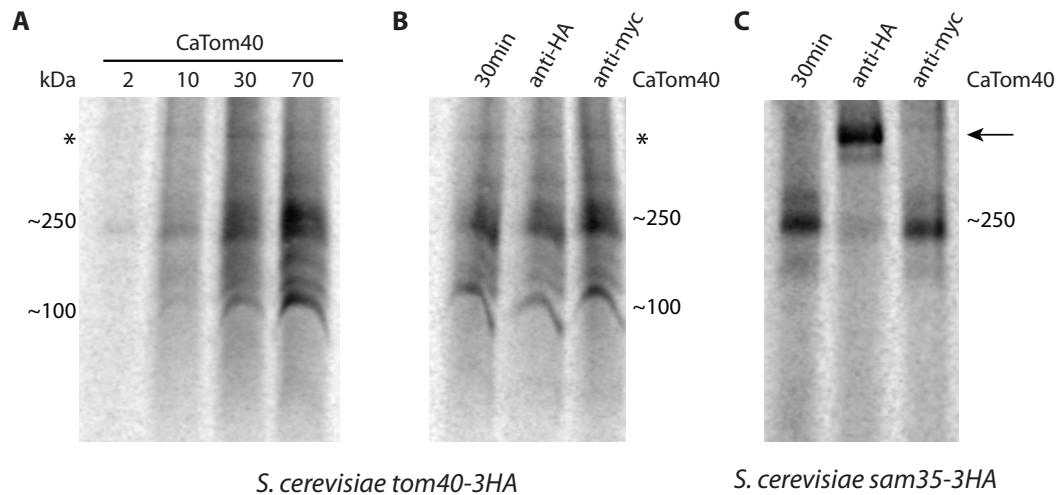 A
CaTom40
kDa 2 10 30 70
*
~250
~100
B
30min anti-HA anti-myc
CaTom40
*
~250
~100
C
30min anti-HA anti-myc
CaTom40
~250
S. cerevisiae tom40-3HA
S. cerevisiae sam35-3HA